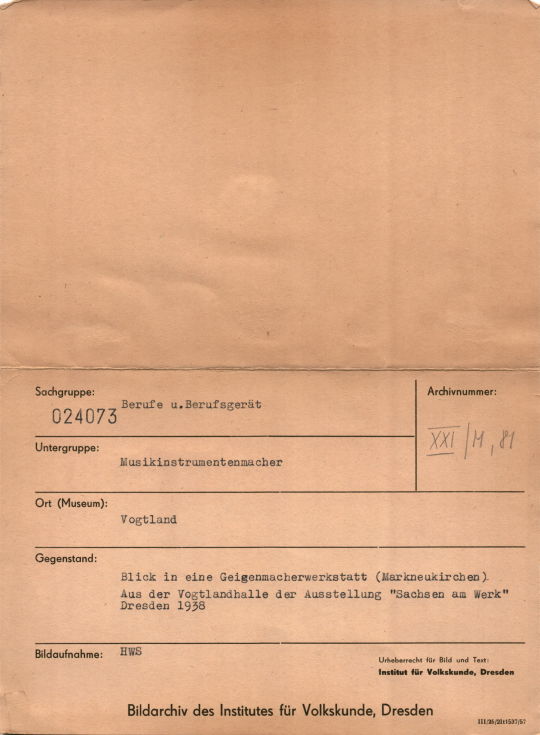 Sachgruppe:
Berufe u.Berufsgerät
024073
Archivnummer:
XXI/M, 81
Untergruppe:
Musikinstrumentenmacher
Ort (Museum):
Vogtland
Gegenstand:
Blick in eine Geigenmacherwerkstatt (Markneukirchen)
Aus der Vogtlandhalle der Ausstellung "Sachsen am Werk"
Dresden 1938
Bildaufnahme: HWS
Urheberrecht für Bild und Text:
Institut für Volkskunde, Dresden
Bildarchiv des Institutes für Volkskunde, Dresden